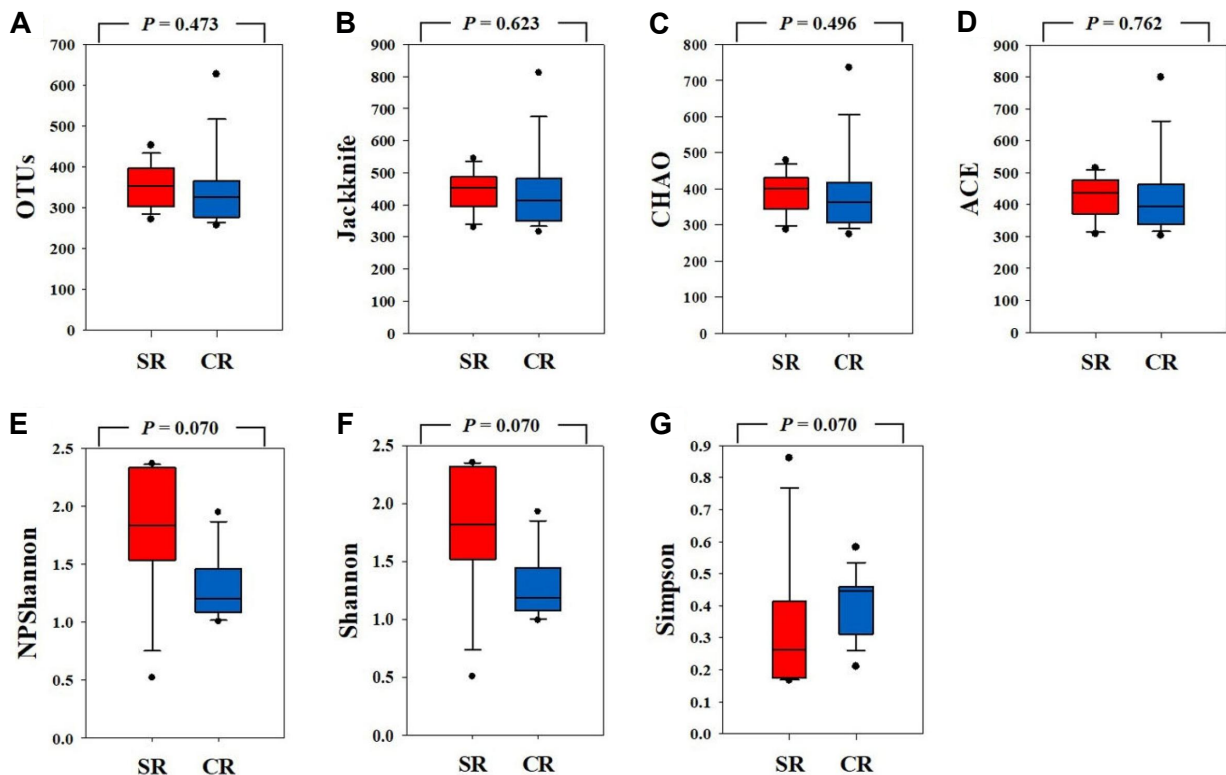 A
P = 0.473
700
600
500
400
300
200
100
0
OTUs
SR CR
B
P = 0.623
900
800
700
600
500
400
300
200
100
0
Jackknife
SR CR
C
P = 0.496
800
700
600
500
400
300
200
100
0
CHAO
SR CR
D
P = 0.762
900
800
700
600
500
400
300
200
100
0
ACE
SR CR
E
P = 0.070
2.5
2.0
1.5
1.0
0.5
0.0
NPShannon
SR CR
F
P = 0.070
2.5
2.0
1.5
1.0
0.5
0.0
Shannon
SR CR
G
P = 0.070
0.9
0.8
0.7
0.6
0.5
0.4
0.3
0.2
0.1
0.0
Simpson
SR CR